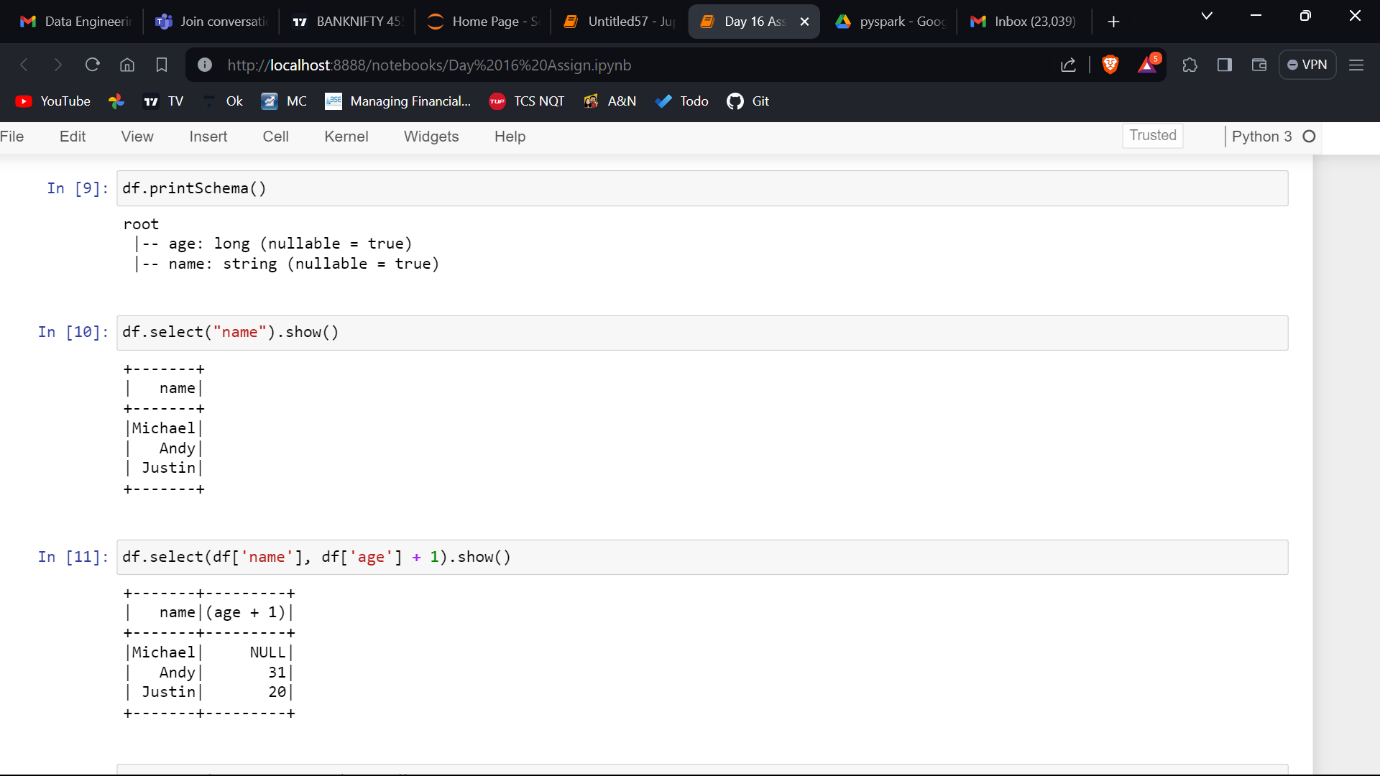 Data Engineerin
Join conversati
BANKNIFTY 45
Home Page - S
Untitled57 - Ju
Day 16 Ass
pyspark - Goog
Inbox (23,039)
http://localhost:8888/notebooks/Day%2016%20Assign.ipynb
5
VPN
YouTube
TV
Ok
MC
Managing Financial...
TCS NQT
A&N
Todo
Git
File Edit View Insert Cell Kernel Widgets Help Trusted Python 3
In [9]: df.printSchema()
root
|-- age: long (nullable = true)
|-- name: string (nullable = true)
In [10]: df.select("name").show()
+-------+
|   name|
+-------+
|Michael|
|   Andy|
| Justin|
+-------+
In [11]: df.select(df['name'], df['age'] + 1).show()
+-------+---------+
|   name|(age + 1)|
+-------+---------+
|Michael|     NULL|
|   Andy|       31|
| Justin|       20|
+-------+---------+